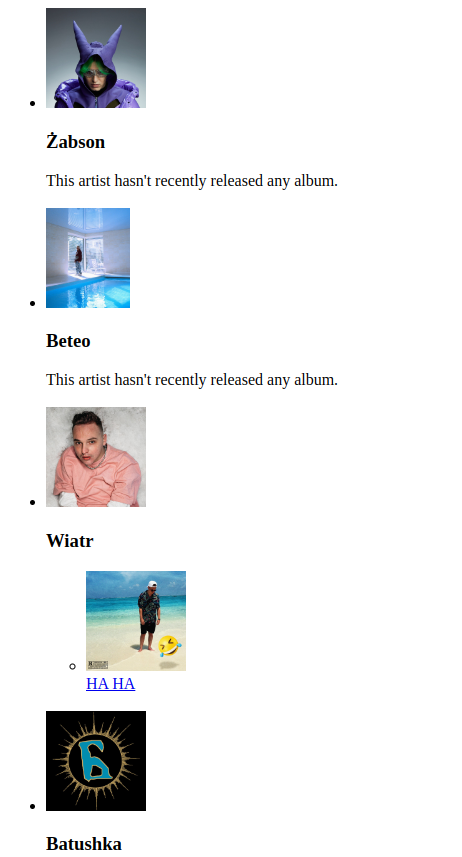 Żabson
This artist hasn't recently released any album.
Beteo
This artist hasn't recently released any album.
Wiatr
HA HA
Batushka